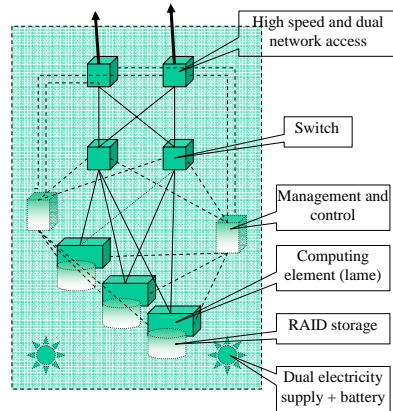 High speed and dual
network access
Switch
Management and
control
Computing
element (lame)
RAID storage
Dual electricity
supply + battery